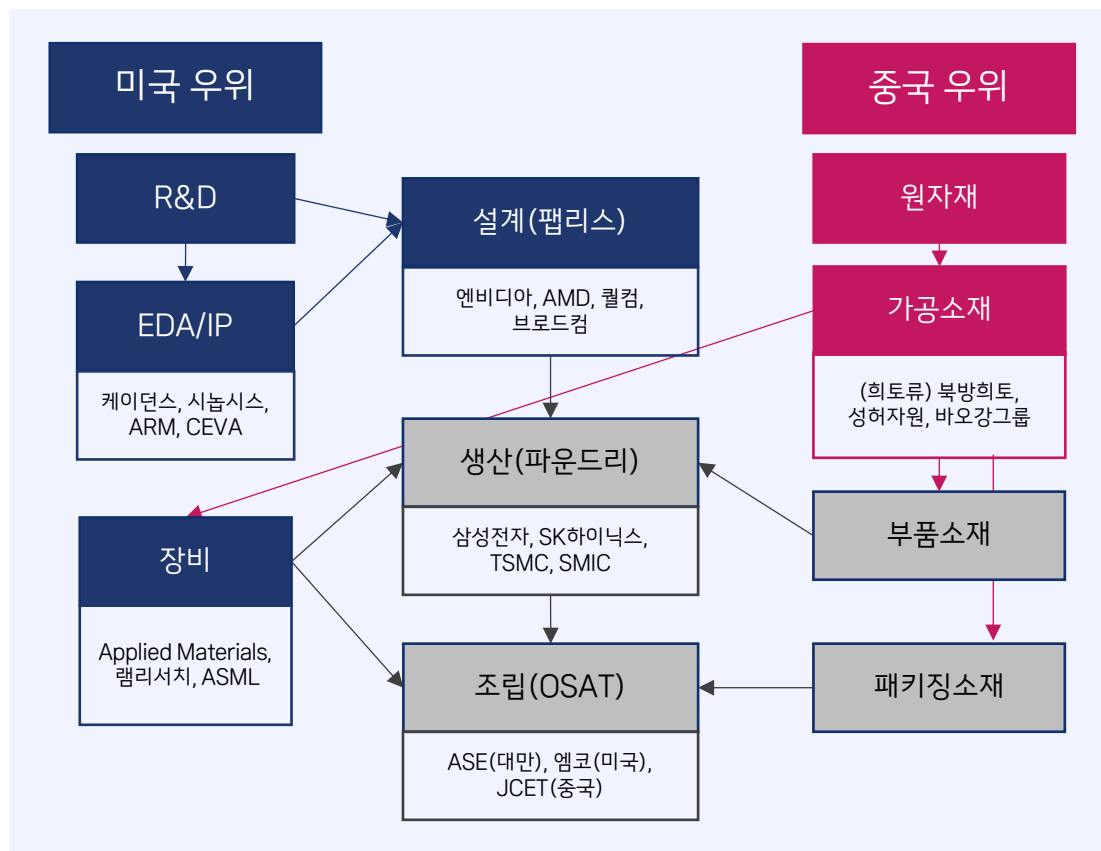 미국 우위
중국 우위
R&D
설계(팹리스)
엔비디아, AMD, 퀄컴,
브로드컴
원자재
EDA/IP
케이던스, 시놉시스,
ARM, CEVA
가공소재
(희토류) 북방희토,
성허자원, 바오강그룹
생산(파운드리)
삼성전자, SK하이닉스,
TSMC, SMIC
장비
Applied Materials,
램리서치, ASML
부품소재
조립(OSAT)
ASE(대만), 엠코(미국),
JCET(중국)
패키징소재